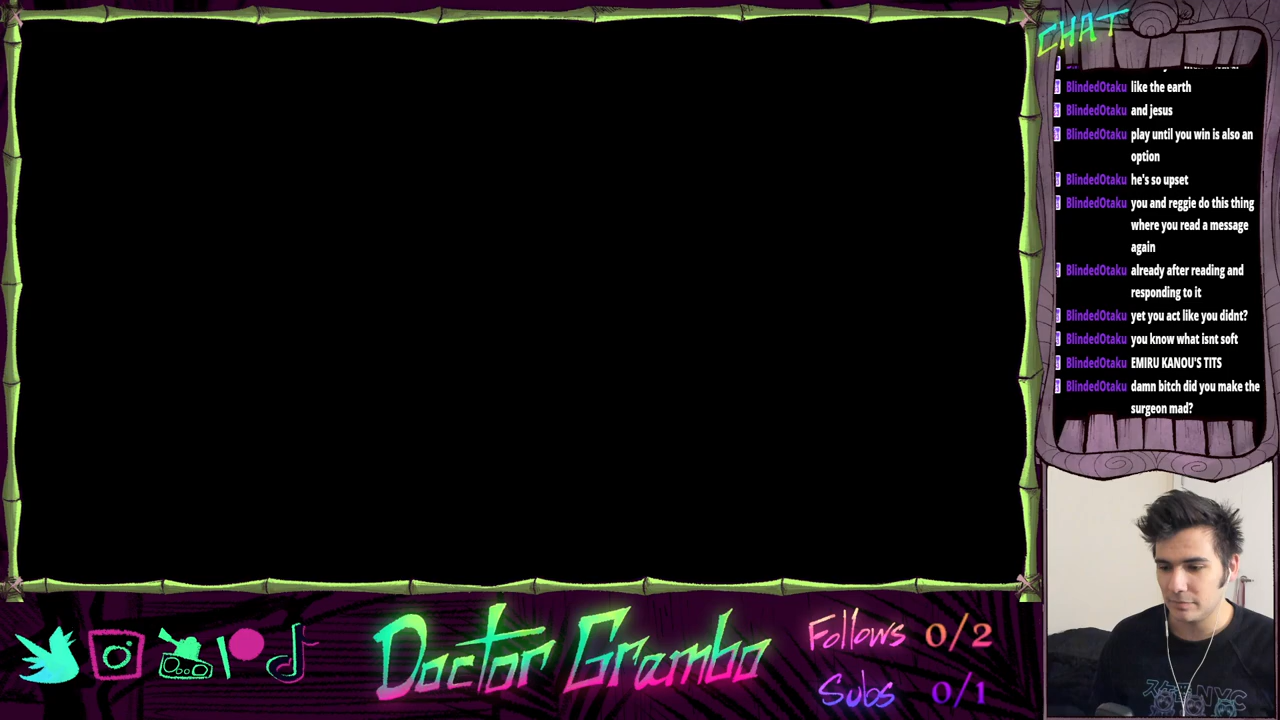 CHAT
BlindedOtaku like the earth
BlindedOtaku and jesus
BlindedOtaku play until you win is also an
option
BlindedOtaku he's so upset
BlindedOtaku you and reggie do this thing
where you read a message
again
BlindedOtaku already after reading and
responding to it
BlindedOtaku yet you act like you didnt?
BlindedOtaku you know what isnt soft
BlindedOtaku EMIRU KANOU'S TITS
BlindedOtaku damn bitch did you make the
surgeon mad?
Doctor Grambo
Follows 0/2
Subs 0/1
NYC